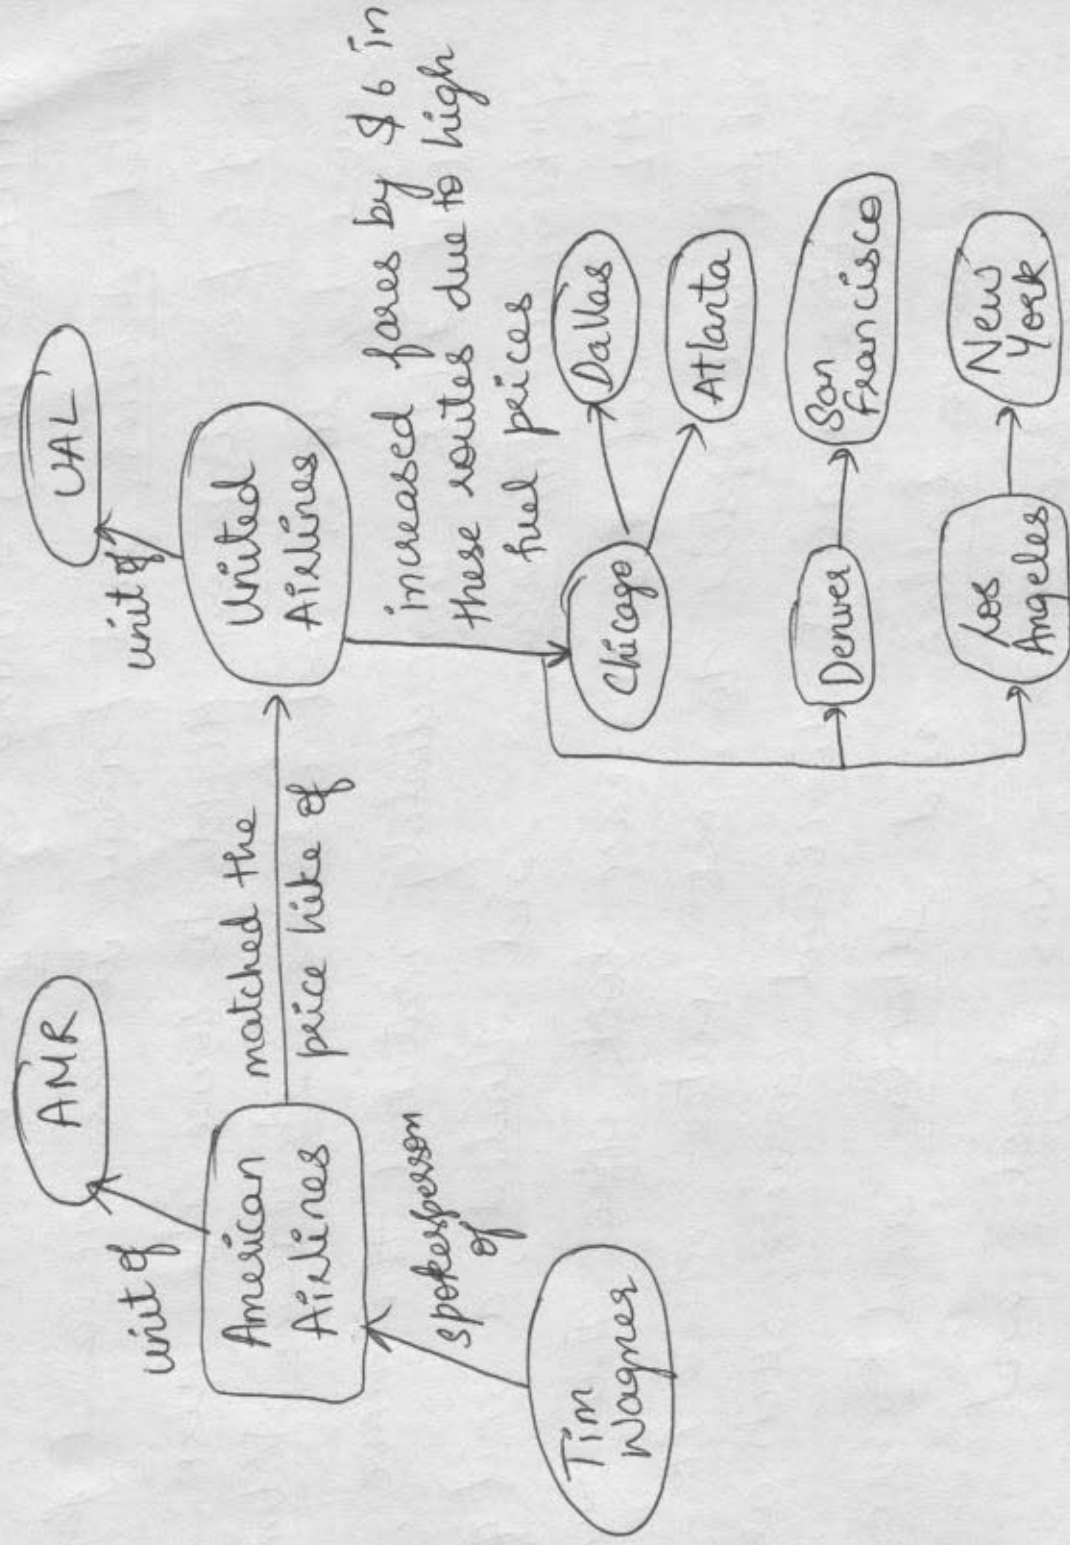 AMR
UAL
unit of
unit of
American
Airlines
matched the
price hike of
United
Airlines
spokesperson
of
Tim
Wagner
increased fares by $6 in
these routes due to high
fuel prices
Chicago
Dallas
Atlanta
Denver
San
Francisco
Los
Angeles
New
York